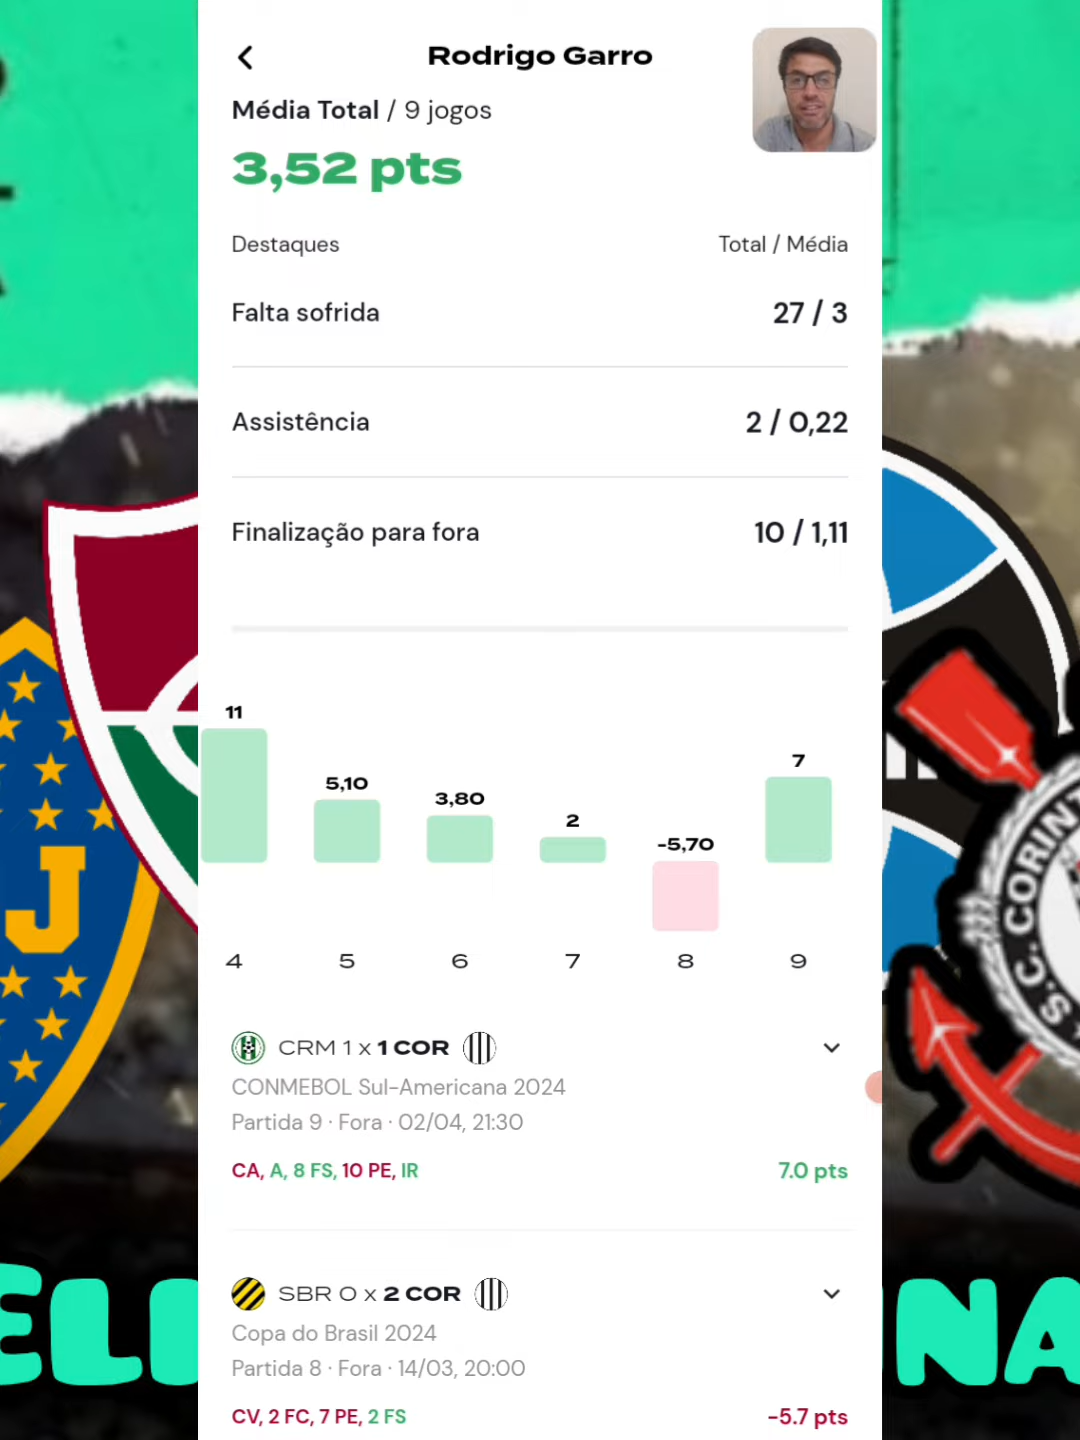 Rodrigo Garro
Média Total / 9 jogos
3,52 pts
Destaques Total / Média
Falta sofrida 27 / 3
Assistência 2 / 0,22
Finalização para fora 10 / 1,11
11 5,10 3,80 2 -5,70 7
4 5 6 7 8 9
CRM 1 x 1 COR
CONMEBOL Sul-Americana 2024
Partida 9 · Fora · 02/04, 21:30
CA, A, 8 FS, 10 PE, IR 7.0 pts
SBR 0 x 2 COR
Copa do Brasil 2024
Partida 8 · Fora · 14/03, 20:00
CV, 2 FC, 7 PE, 2 FS -5.7 pts
J
S.C. CORINT
EL
NA